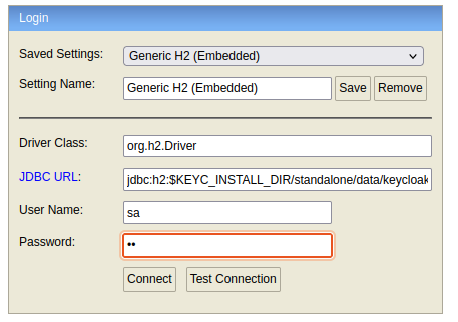 Login
Saved Settings: Generic H2 (Embedded)
Setting Name: Generic H2 (Embedded) Save Remove
Driver Class: org.h2.Driver
JDBC URL: jdbc:h2:$KEYC_INSTALL_DIR/standalone/data/keycloak
User Name: sa
Password: ••
Connect Test Connection